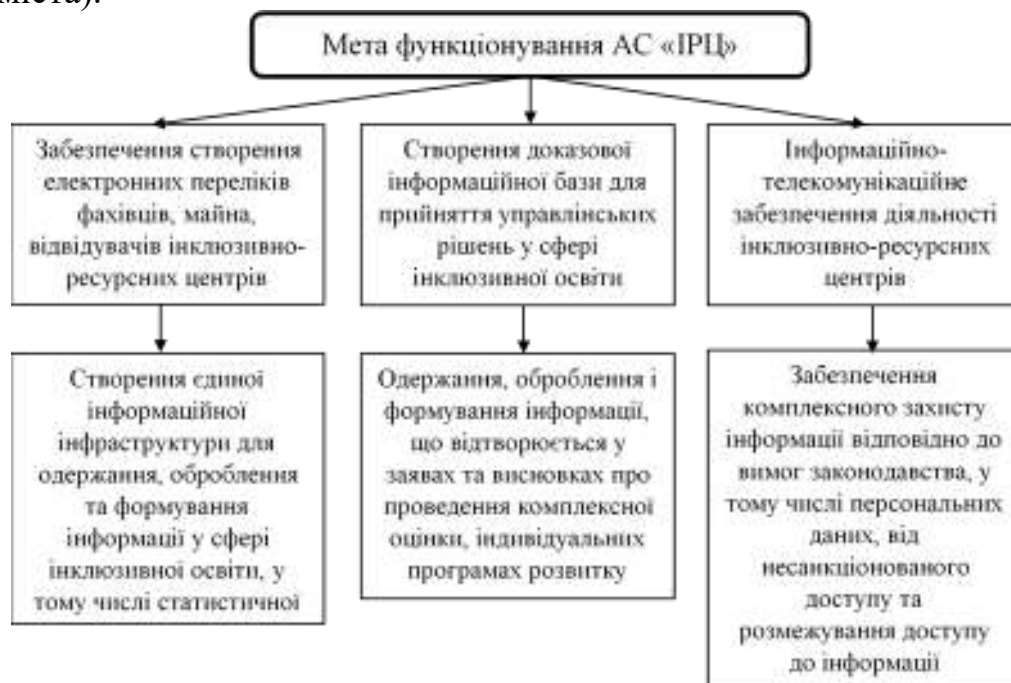 міста).
Мета функціонування АС «ІРЦ»
Забезпечення створення
електронних переліків
фахівців, майна,
відвідувачів інклюзивно-
ресурсних центрів
Створення доказової
інформаційної бази для
прийняття управлінських
рішень у сфері
інклюзивної освіти
Інформаційно-
телекомунікаційне
забезпечення діяльності
інклюзивно-ресурсних
центрів
Створення єдиної
інформаційної
інфраструктури для
одержання, оброблення
та формування
інформації у сфері
інклюзивної освіти, у
тому числі статистичної
Одержання, оброблення і
формування інформації,
що відтворюється у
заявах та висновках про
проведення комплексної
оцінки, індивідуальних
програмах розвитку
Забезпечення
комплексного захисту
інформації відповідно до
вимог законодавства, у
тому числі персональних
даних, від
несанкціонованого
доступу та
розмежування доступу
до інформації